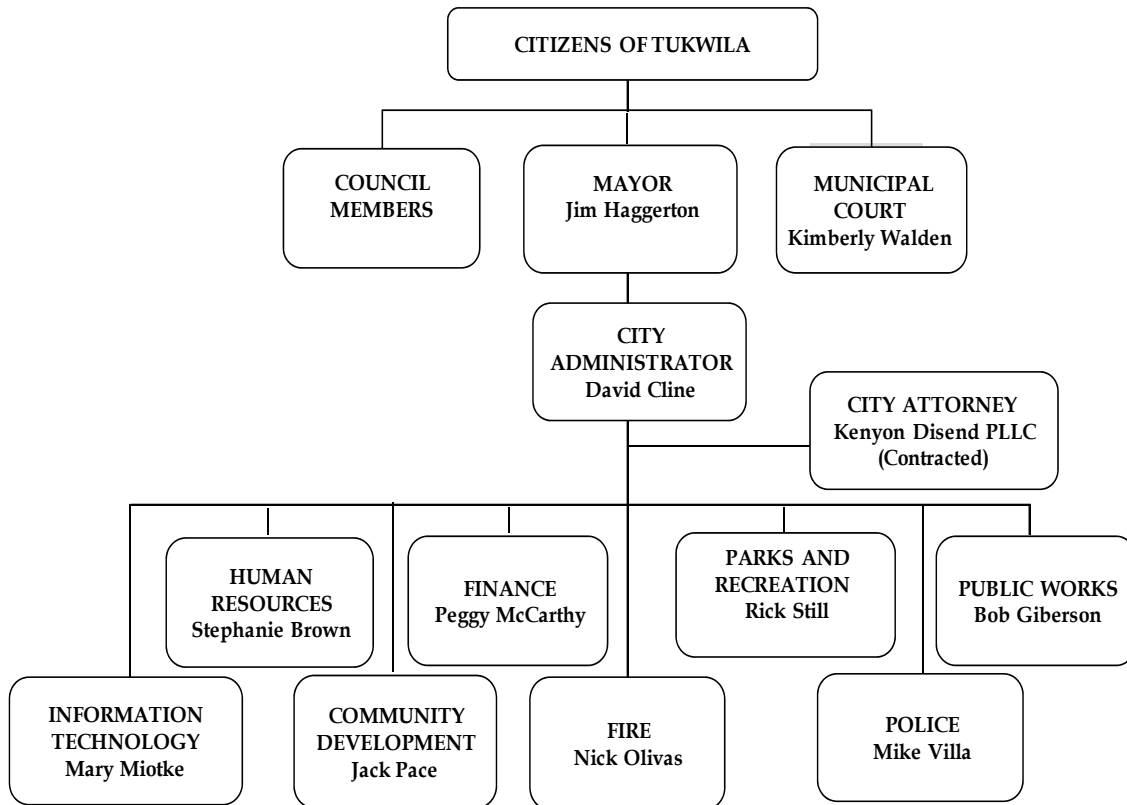 CITIZENS OF TUKWILA
COUNCIL
MEMBERS
MAYOR
Jim Haggerton
MUNICIPAL
COURT
Kimberly Walden
CITY
ADMINISTRATOR
David Cline
CITY ATTORNEY
Kenyon Disend PLLC
(Contracted)
HUMAN
RESOURCES
Stephanie Brown
FINANCE
Peggy McCarthy
PARKS AND
RECREATION
Rick Still
PUBLIC WORKS
Bob Giberson
INFORMATION
TECHNOLOGY
Mary Miotke
COMMUNITY
DEVELOPMENT
Jack Pace
FIRE
Nick Olivas
POLICE
Mike Villa